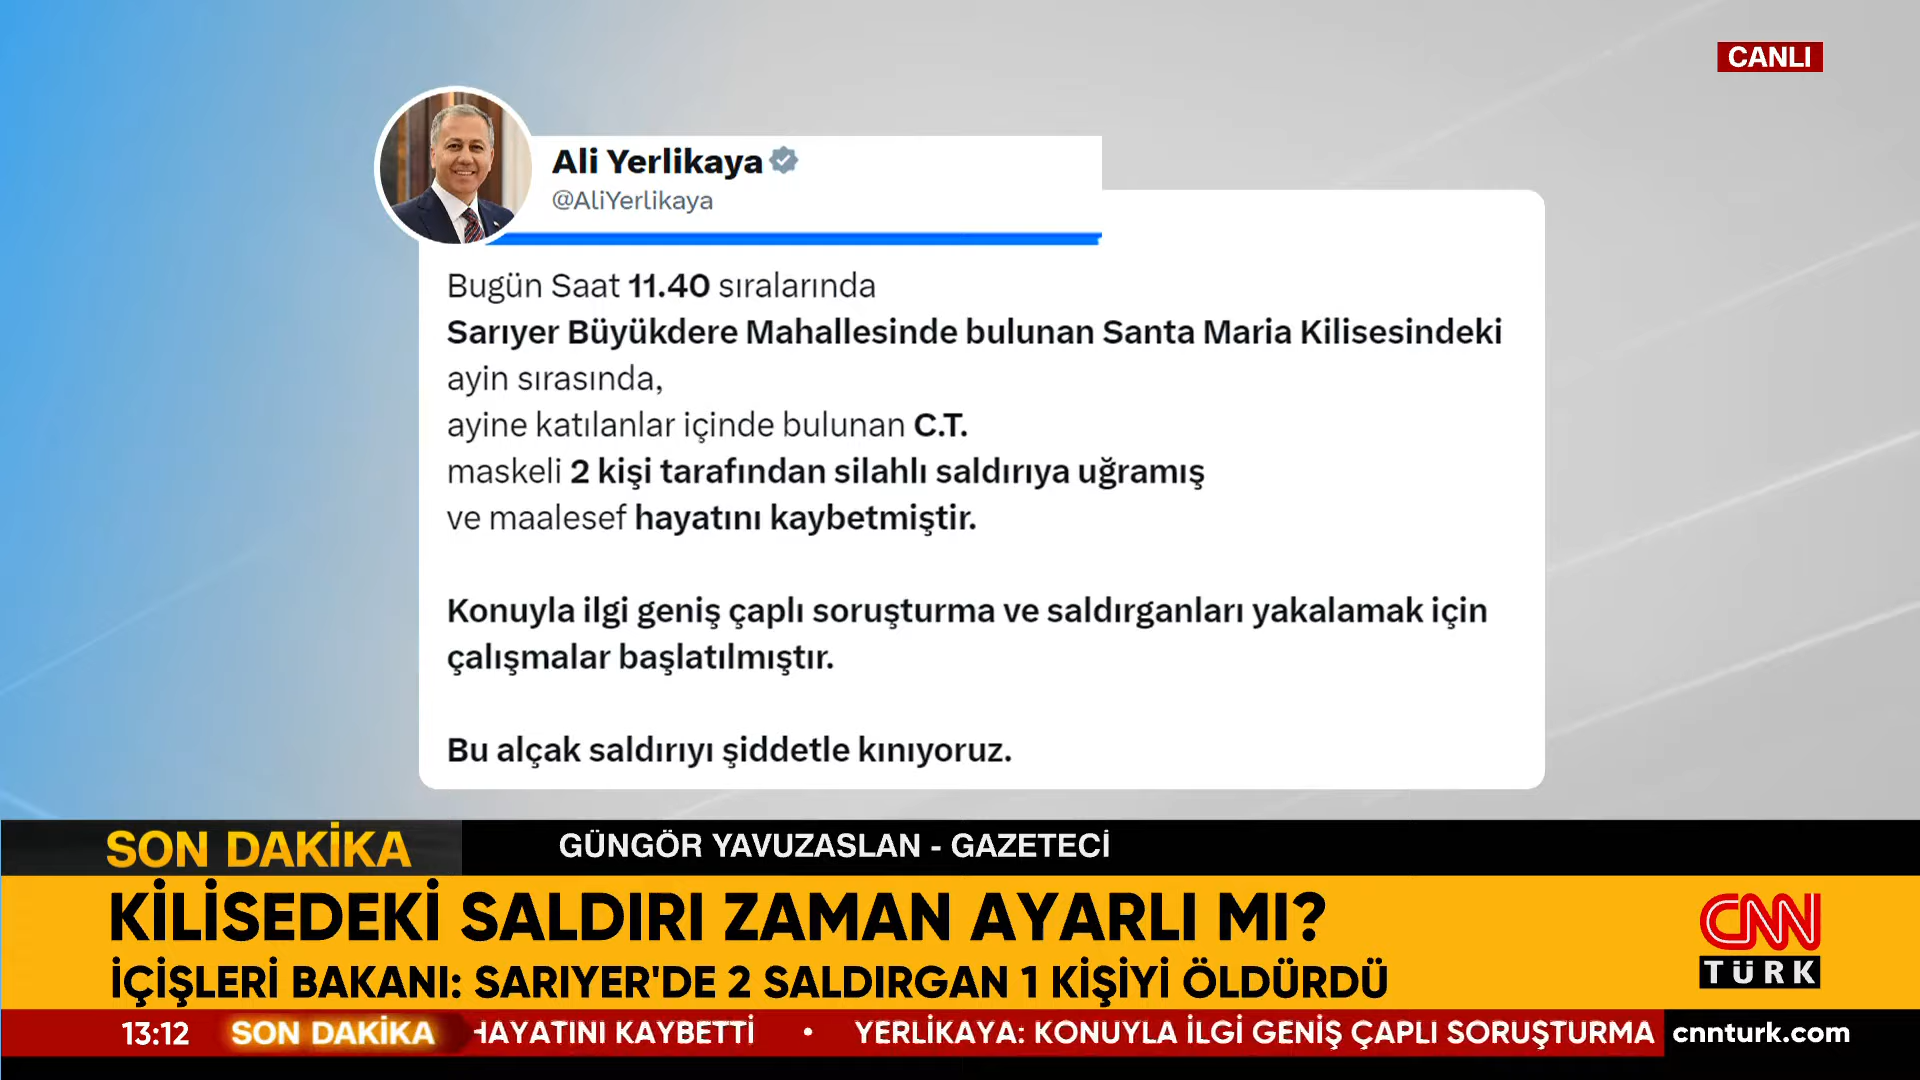 CANLI
Ali Yerlikaya
@AliYerlikaya
Bugün Saat 11.40 sıralarında
Sarıyer Büyükdere Mahallesinde bulunan Santa Maria Kilisesindeki
ayin sırasında,
ayine katılanlar içinde bulunan C.T.
maskeli 2 kişi tarafından silahlı saldırıya uğramış
ve maalesef hayatını kaybetmiştir.
Konuyla ilgi geniş çaplı soruşturma ve saldırganları yakalamak için
çalışmalar başlatılmıştır.
Bu alçak saldırıyı şiddetle kınıyoruz.
SON DAKİKA
GÜNGÖR YAVUZASLAN - GAZETECİ
KİLİSEDEKİ SALDIRI ZAMAN AYARLI MI?
İÇİŞLERİ BAKANI: SARIYER'DE 2 SALDIRGAN 1 KİŞİYİ ÖLDÜRDÜ
CNN
TÜRK
13:12 SON DAKİKA HAYATINI KAYBETTİ • YERLİKAYA: KONUYLA İLGİ GENİŞ ÇAPLI SORUŞTURMA cnnturk.com